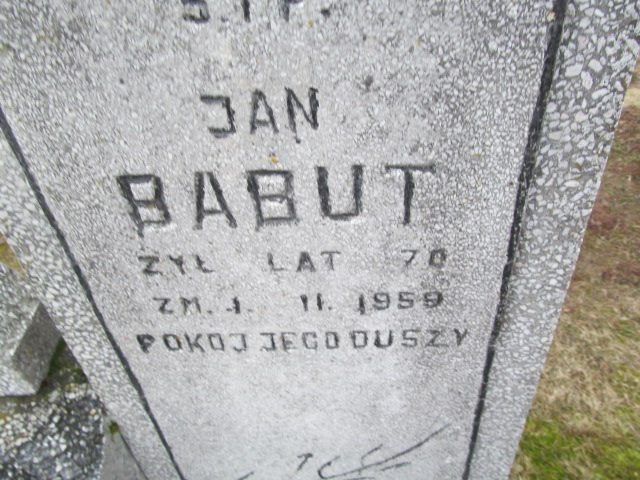 Ś.†P.
JAN
BABUT
ŻYŁ LAT 70
ZM. 1. 11. 1959
POKÓJ JEGO DUSZY